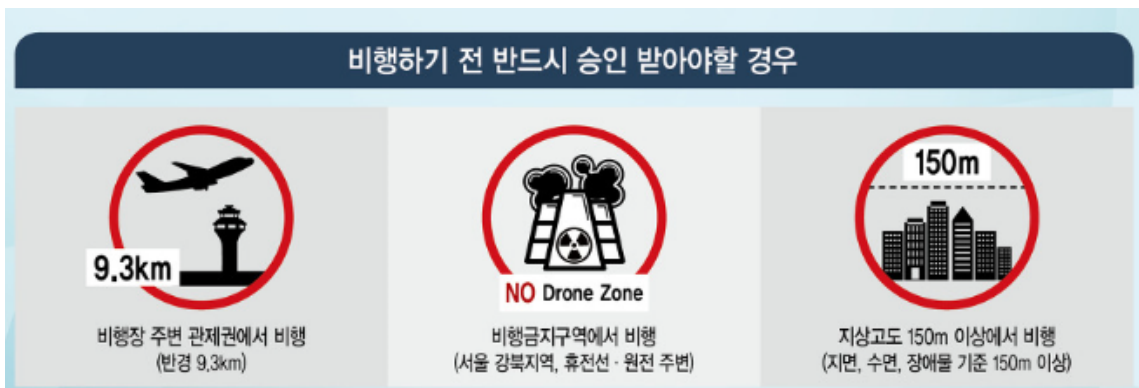 비행하기 전 반드시 승인 받아야할 경우
9.3km
비행장 주변 관제권에서 비행
(반경 9.3km)
NO Drone Zone
비행금지구역에서 비행
(서울 강북지역, 휴전선 · 원전 주변)
150m
지상고도 150m 이상에서 비행
(지면, 수면, 장애물 기준 150m 이상)